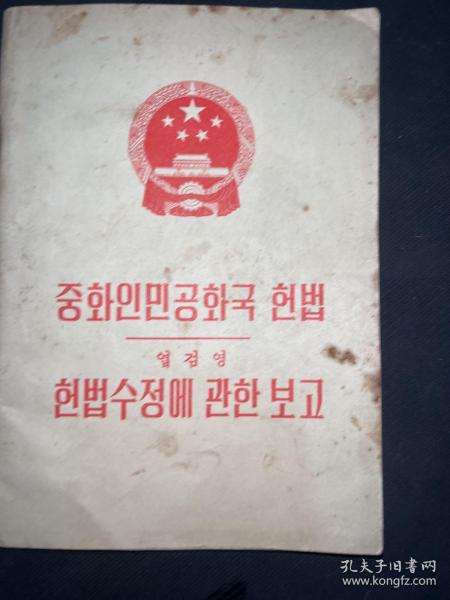 중화인민공화국 헌법
엽검영
헌법수정에 관한 보고
孔夫子旧书网
www.kongfz.com